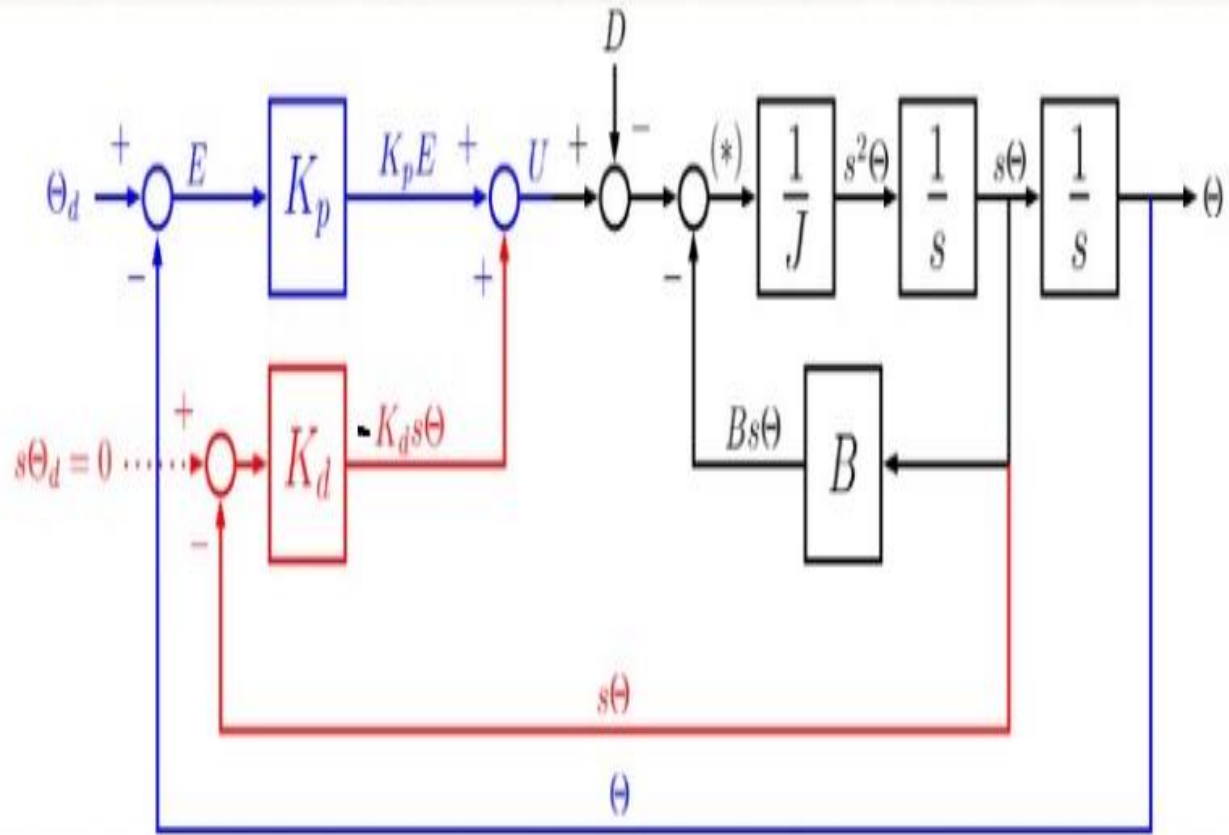 D
+ − (*)
Θ_d + E K_p K_pE + U + 1/J s²Θ 1/s sΘ 1/s Θ
− + −
sΘ_d = 0 + K_d -K_dsΘ BsΘ B
−
sΘ
Θ